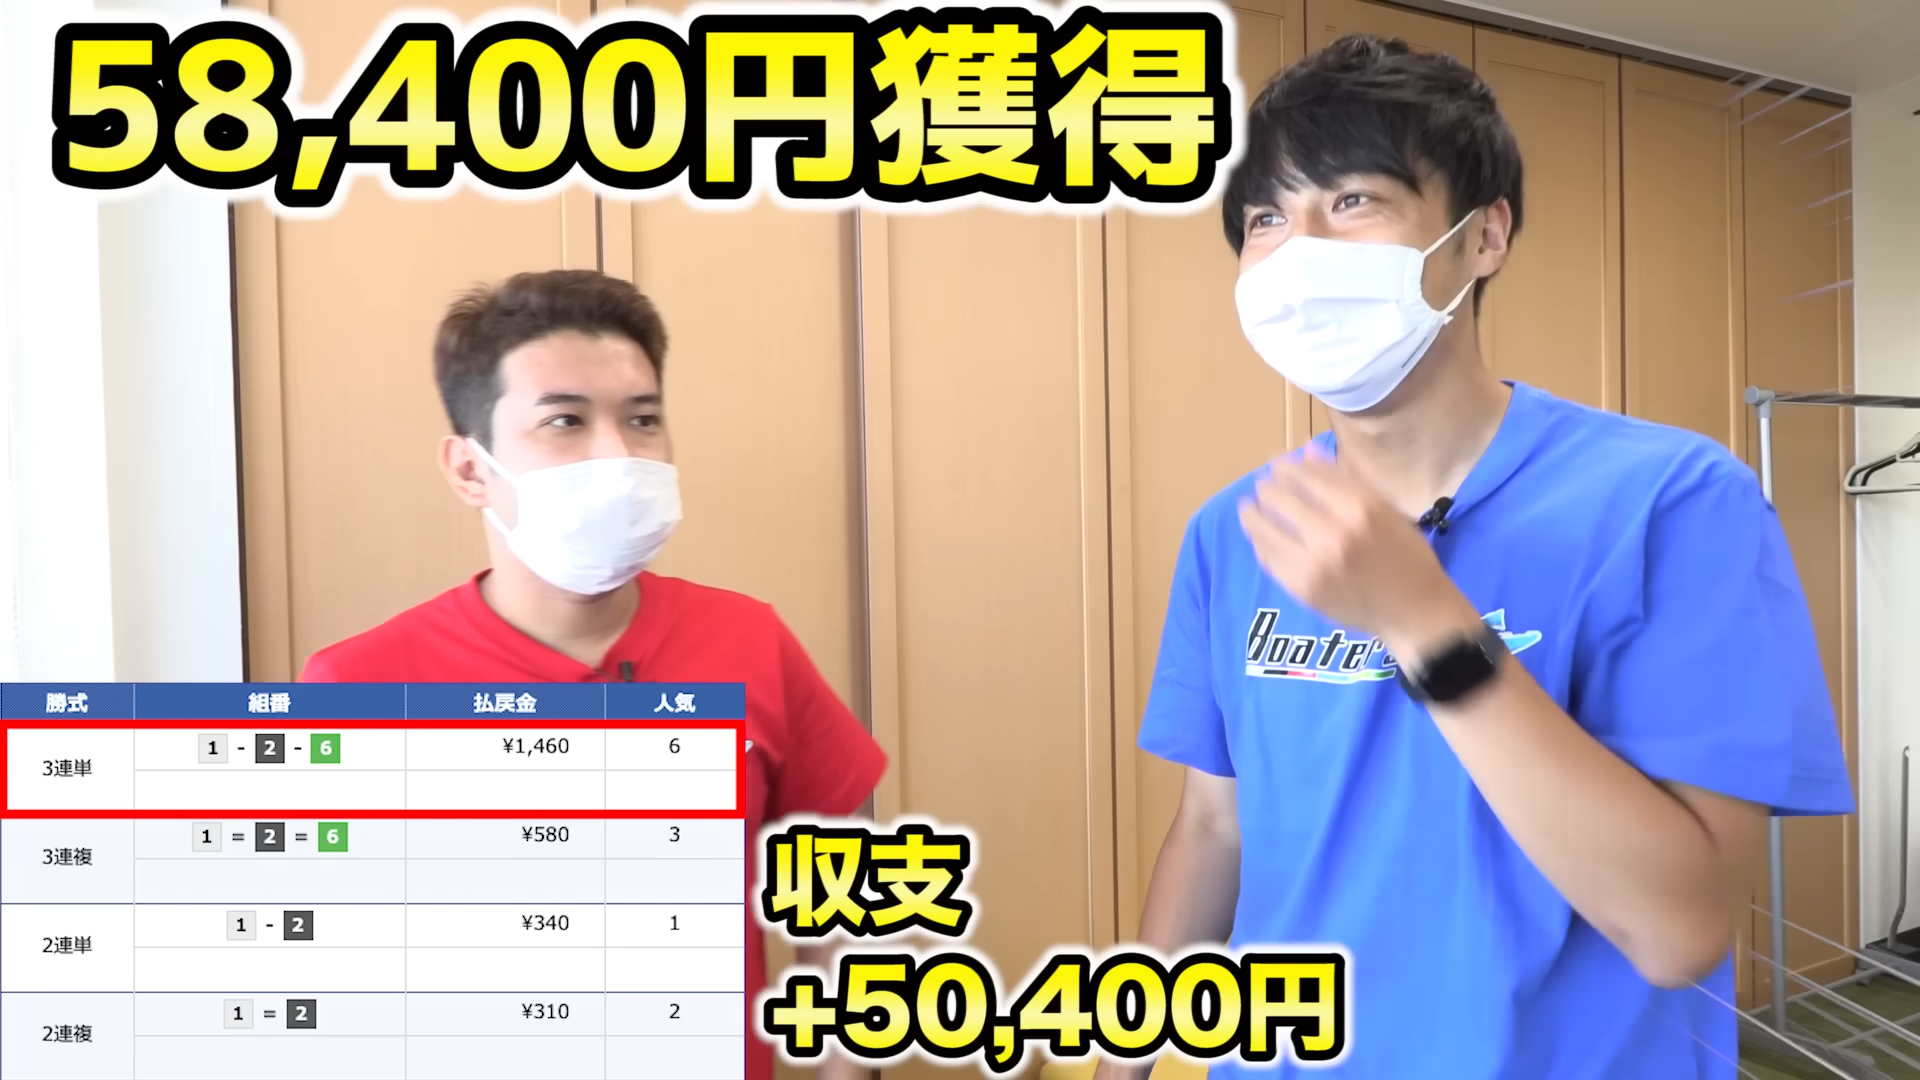 58,400円獲得
Boaters
勝式 組番 払戻金 人気
3連単 1 - 2 - 6 ¥1,460 6
3連複 1 = 2 = 6 ¥580 3
2連単 1 - 2 ¥340 1
2連複 1 = 2 ¥310 2
収支
+50,400円